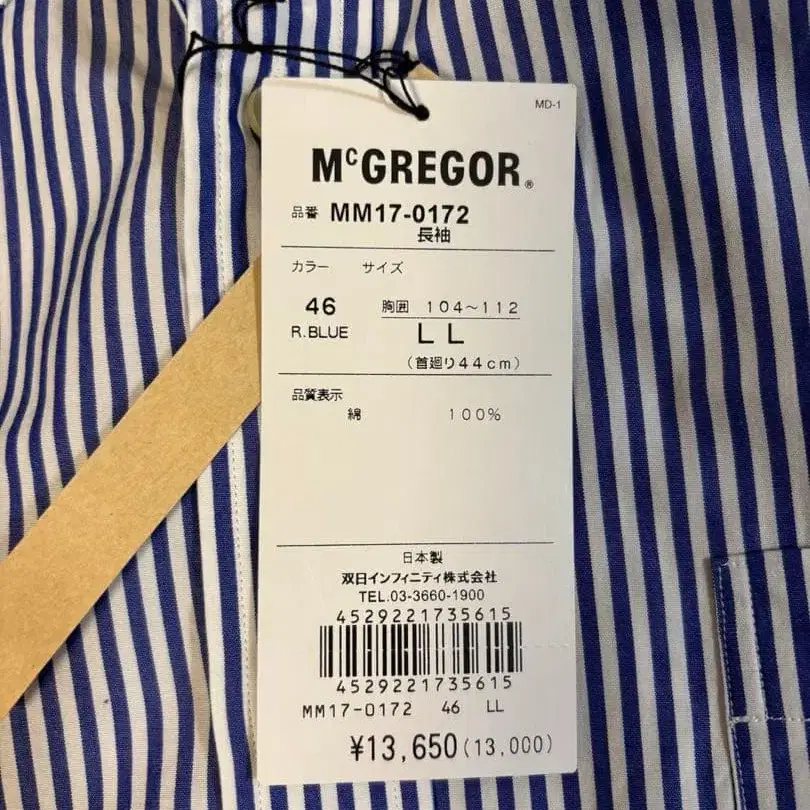 MD-1
McGREGOR®
品番 MM17-0172
長袖
カラー サイズ
46 胸囲 104～112
R.BLUE LL
(首廻り44cm)
品質表示
綿 100%
日本製
双日インフィニティ株式会社
TEL.03-3660-1900
4529221735615
4529221735615
MM17-0172 46 LL
¥13,650(13,000)